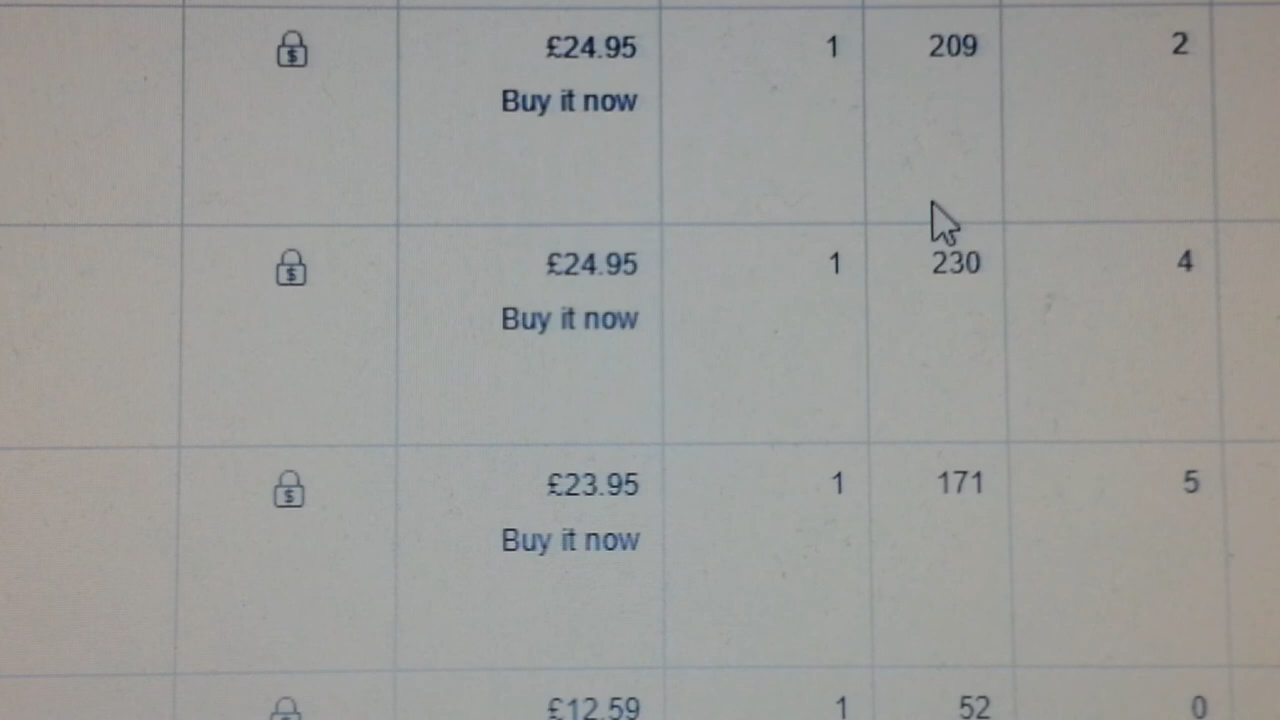 $ £24.95 1 209 2
Buy it now
$ £24.95 1 230 4
Buy it now
$ £23.95 1 171 5
Buy it now
£12.59 1 52 0